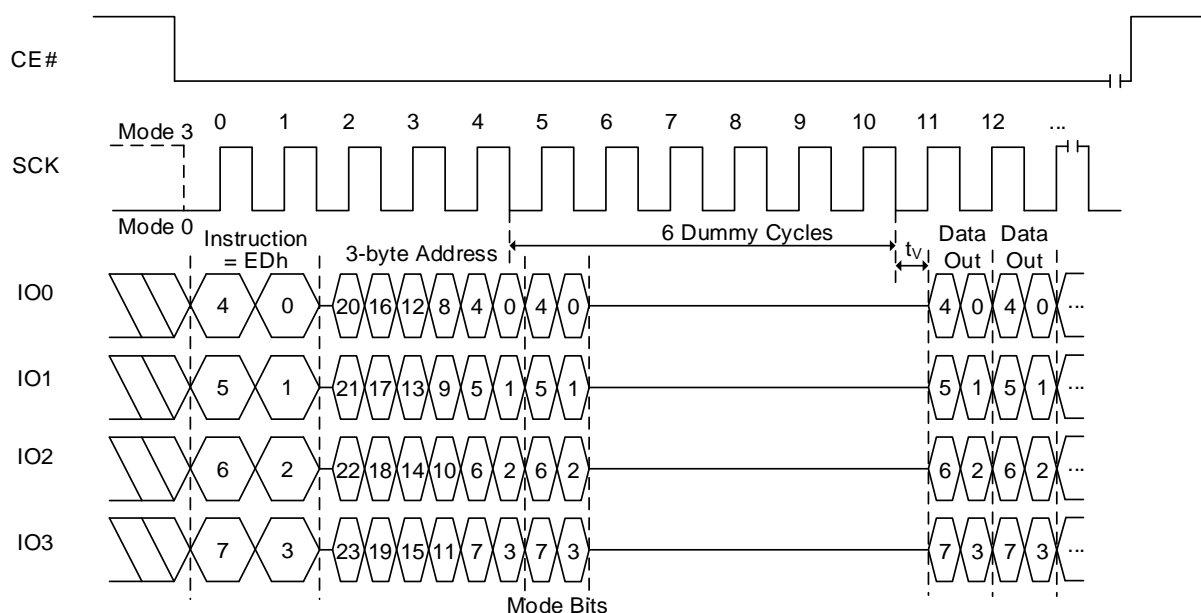 CE#
0 1 2 3 4 5 6 7 8 9 10 11 12 ...
Mode 3
SCK
Mode 0
Instruction
= EDh
3-byte Address
6 Dummy Cycles
tV
Data
Out
Data
Out
IO0 4 0 20 16 12 8 4 0 4 0 4 0 4 0 ...
IO1 5 1 21 17 13 9 5 1 5 1 5 1 5 1 ...
IO2 6 2 22 18 14 10 6 2 6 2 6 2 6 2 ...
IO3 7 3 23 19 15 11 7 3 7 3 7 3 7 3 ...
Mode Bits